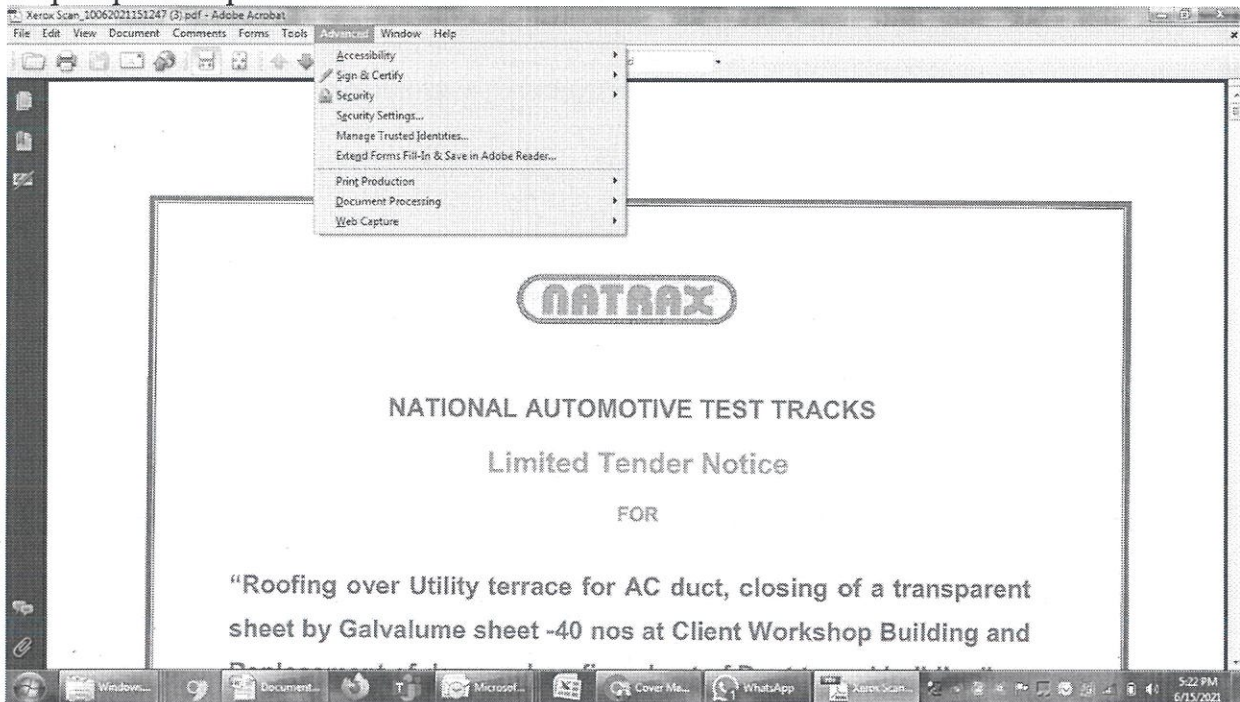 Xerox Scan_10062021151247 (3).pdf - Adobe Acrobat
File Edit View Document Comments Forms Tools Advanced Window Help
Accessibility
Sign & Certify
Security
Security Settings...
Manage Trusted Identities...
Extend Forms Fill-In & Save in Adobe Reader...
Print Production
Document Processing
Web Capture
NATRAX
NATIONAL AUTOMOTIVE TEST TRACKS
Limited Tender Notice
FOR
“Roofing over Utility terrace for AC duct, closing of a transparent
sheet by Galvalume sheet -40 nos at Client Workshop Building and
Windows... Document... Microsof... Cover Me... WhatsApp Xerox Scan... 5:22 PM
6/15/2021